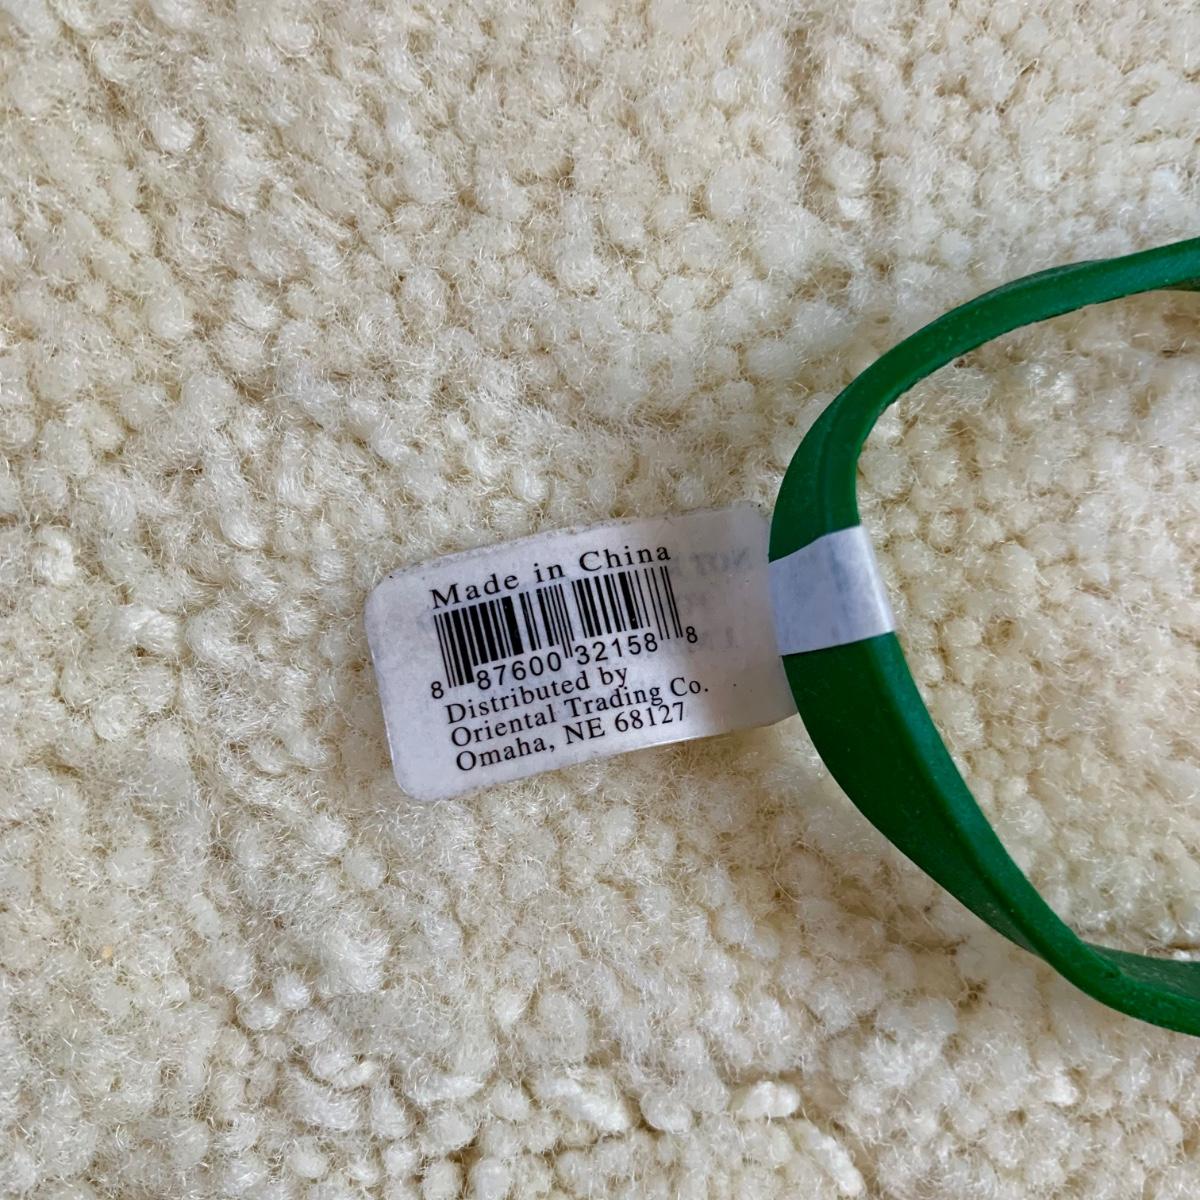 Made in China
8 87600 32158 8
Distributed by
Oriental Trading Co.
Omaha, NE 68127